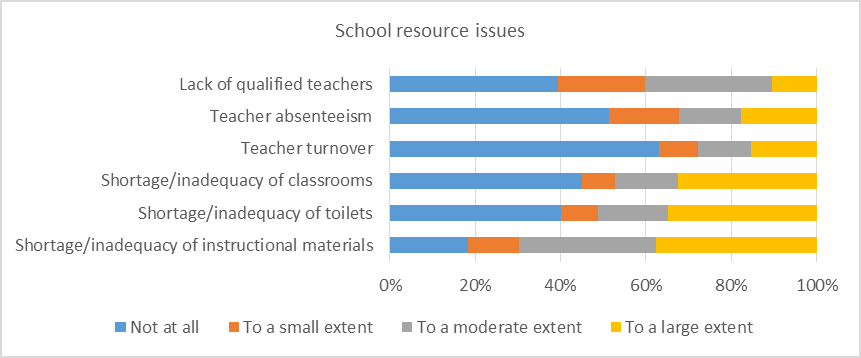 School resource issues
Lack of qualified teachers
Teacher absenteeism
Teacher turnover
Shortage/inadequacy of classrooms
Shortage/inadequacy of toilets
Shortage/inadequacy of instructional materials
0% 20% 40% 60% 80% 100%
Not at all To a small extent To a moderate extent To a large extent